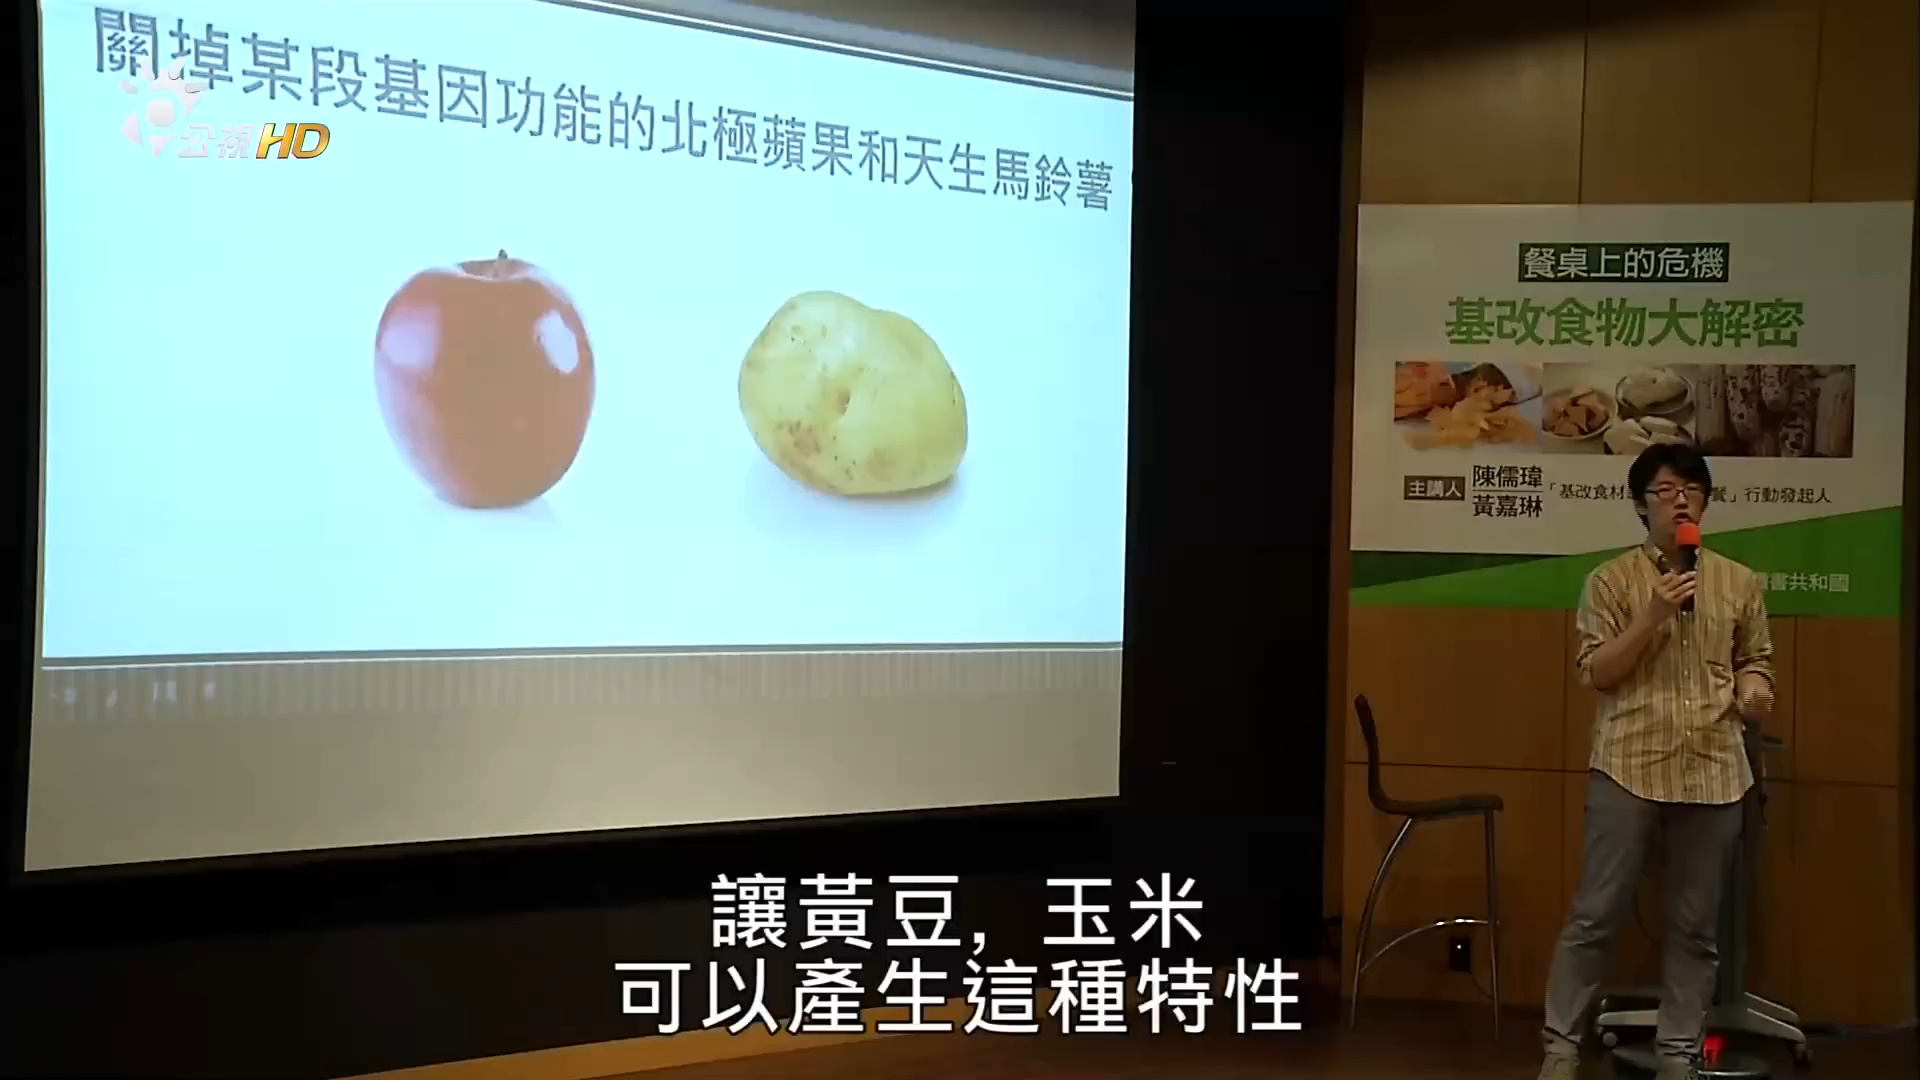 關掉某段基因功能的北極蘋果和天生馬鈴薯
公視HD
餐桌上的危機
基改食物大解密
主講人
陳儒瑋
黃嘉琳
「基改食材
餐」行動發起人
書共和國
讓黃豆, 玉米
可以產生這種特性